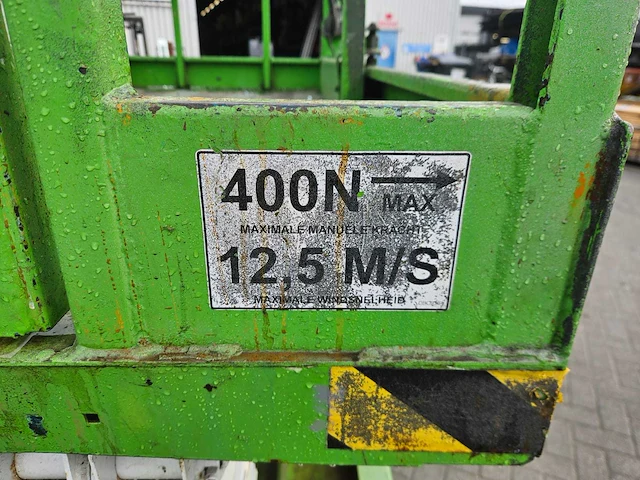 400N MAX
MAXIMALE MANUELE KRACHT
12,5 M/S
MAXIMALE WINDSNELHEID